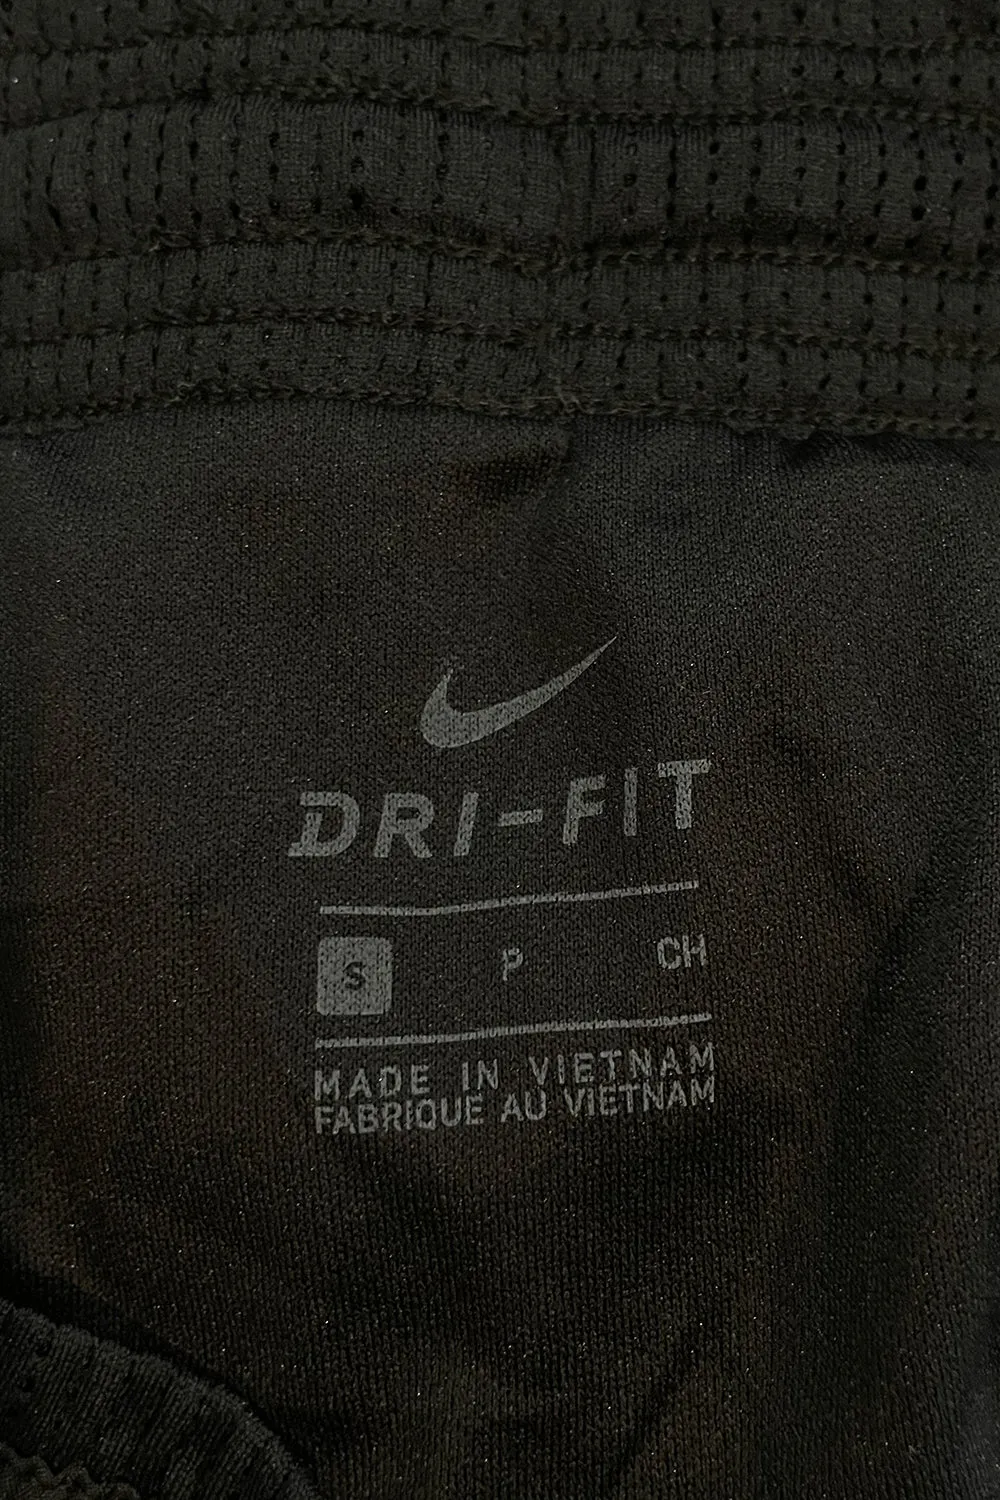 DRI-FIT
S P CH
MADE IN VIETNAM
FABRIQUE AU VIETNAM